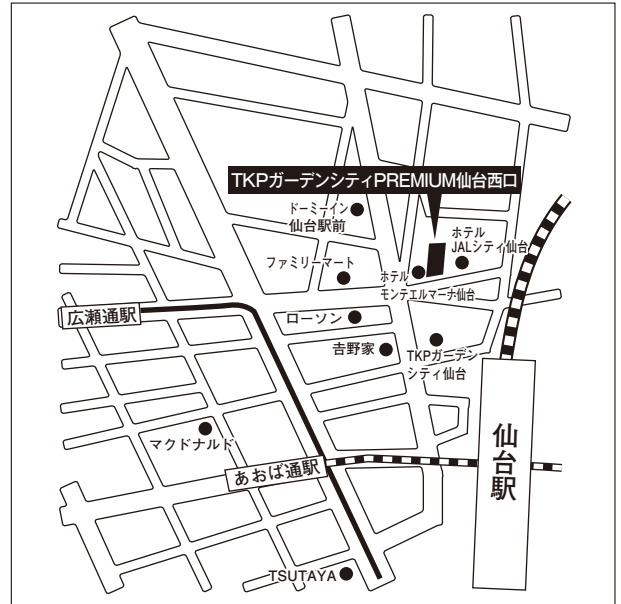 TKPガーデンシティPREMIUM仙台西口
ドーミーイン
仙台駅前
ホテル
JALシティ仙台
ファミリーマート
ホテル
モンテエルマーナ仙台
広瀬通駅
ローソン
吉野家
TKPガーデン
シティ仙台
マクドナルド
あおば通駅
仙台駅
TSUTAYA